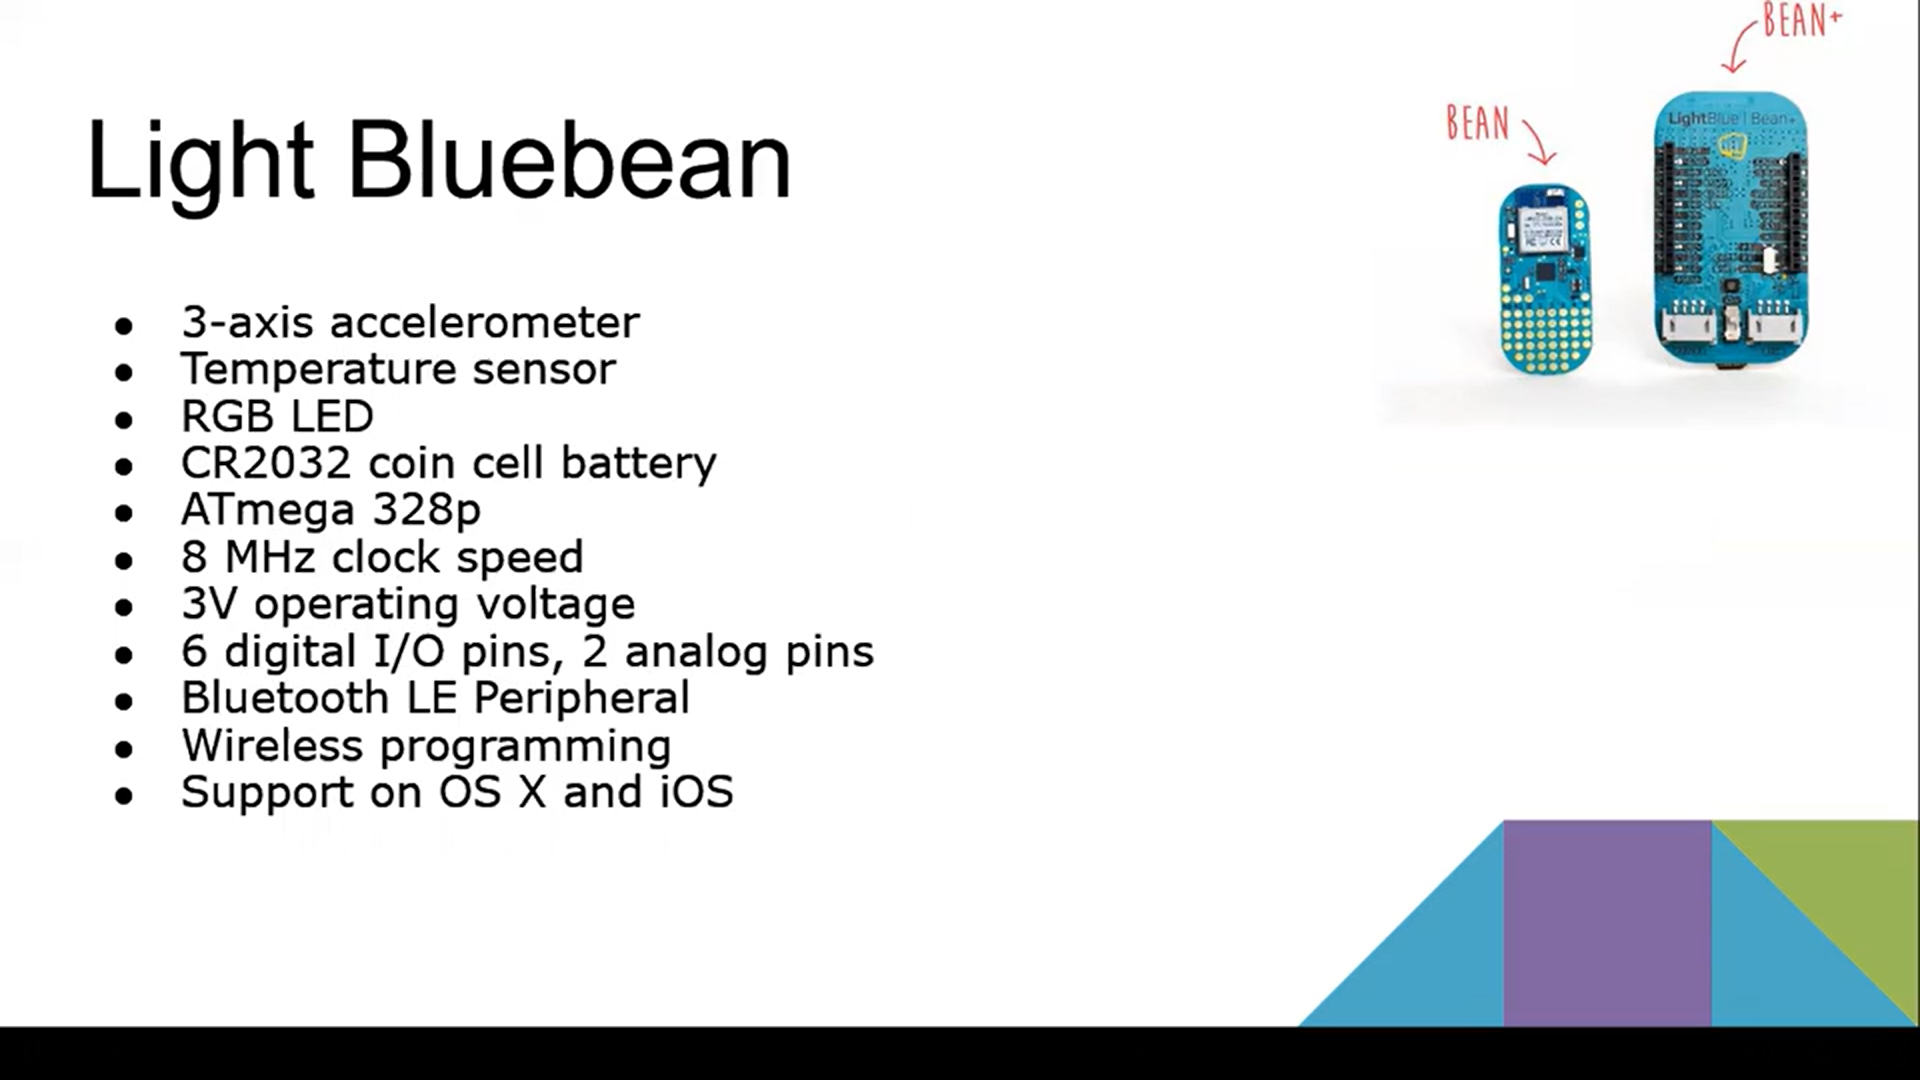 BEAN+
BEAN
LightBlue | Bean+
Light Bluebean
3-axis accelerometer
Temperature sensor
RGB LED
CR2032 coin cell battery
ATmega 328p
8 MHz clock speed
3V operating voltage
6 digital I/O pins, 2 analog pins
Bluetooth LE Peripheral
Wireless programming
Support on OS X and iOS